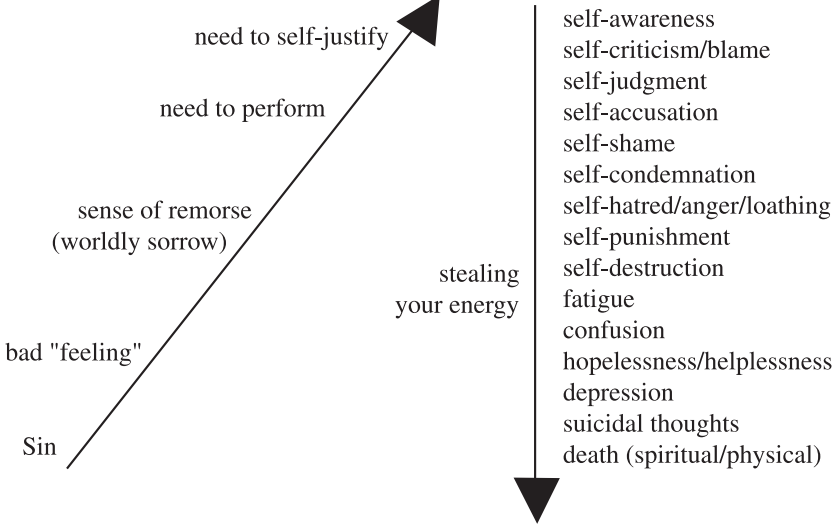 need to self-justify
need to perform
sense of remorse
(worldly sorrow)
bad "feeling"
Sin
stealing
your energy
self-awareness
self-criticism/blame
self-judgment
self-accusation
self-shame
self-condemnation
self-hatred/anger/loathing
self-punishment
self-destruction
fatigue
confusion
hopelessness/helplessness
depression
suicidal thoughts
death (spiritual/physical)